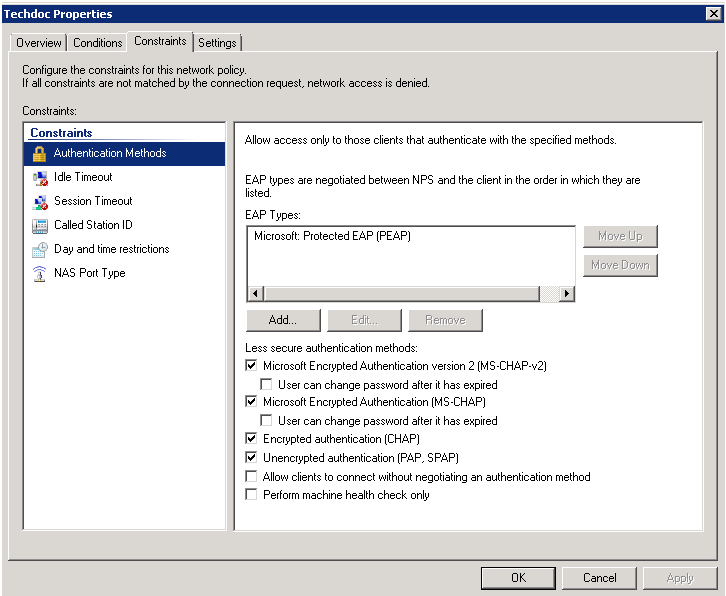 Techdoc Properties
Overview
Conditions
Constraints
Settings
Configure the constraints for this network policy.
If all constraints are not matched by the connection request, network access is denied.
Constraints:
Constraints
Authentication Methods
Idle Timeout
Session Timeout
Called Station ID
Day and time restrictions
NAS Port Type
Allow access only to those clients that authenticate with the specified methods.
EAP types are negotiated between NPS and the client in the order in which they are
listed.
EAP Types:
Microsoft: Protected EAP (PEAP)
Move Up
Move Down
Add...
Edit...
Remove
Less secure authentication methods:
Microsoft Encrypted Authentication version 2 (MS-CHAP-v2)
User can change password after it has expired
Microsoft Encrypted Authentication (MS-CHAP)
User can change password after it has expired
Encrypted authentication (CHAP)
Unencrypted authentication (PAP, SPAP)
Allow clients to connect without negotiating an authentication method
Perform machine health check only
OK
Cancel
Apply